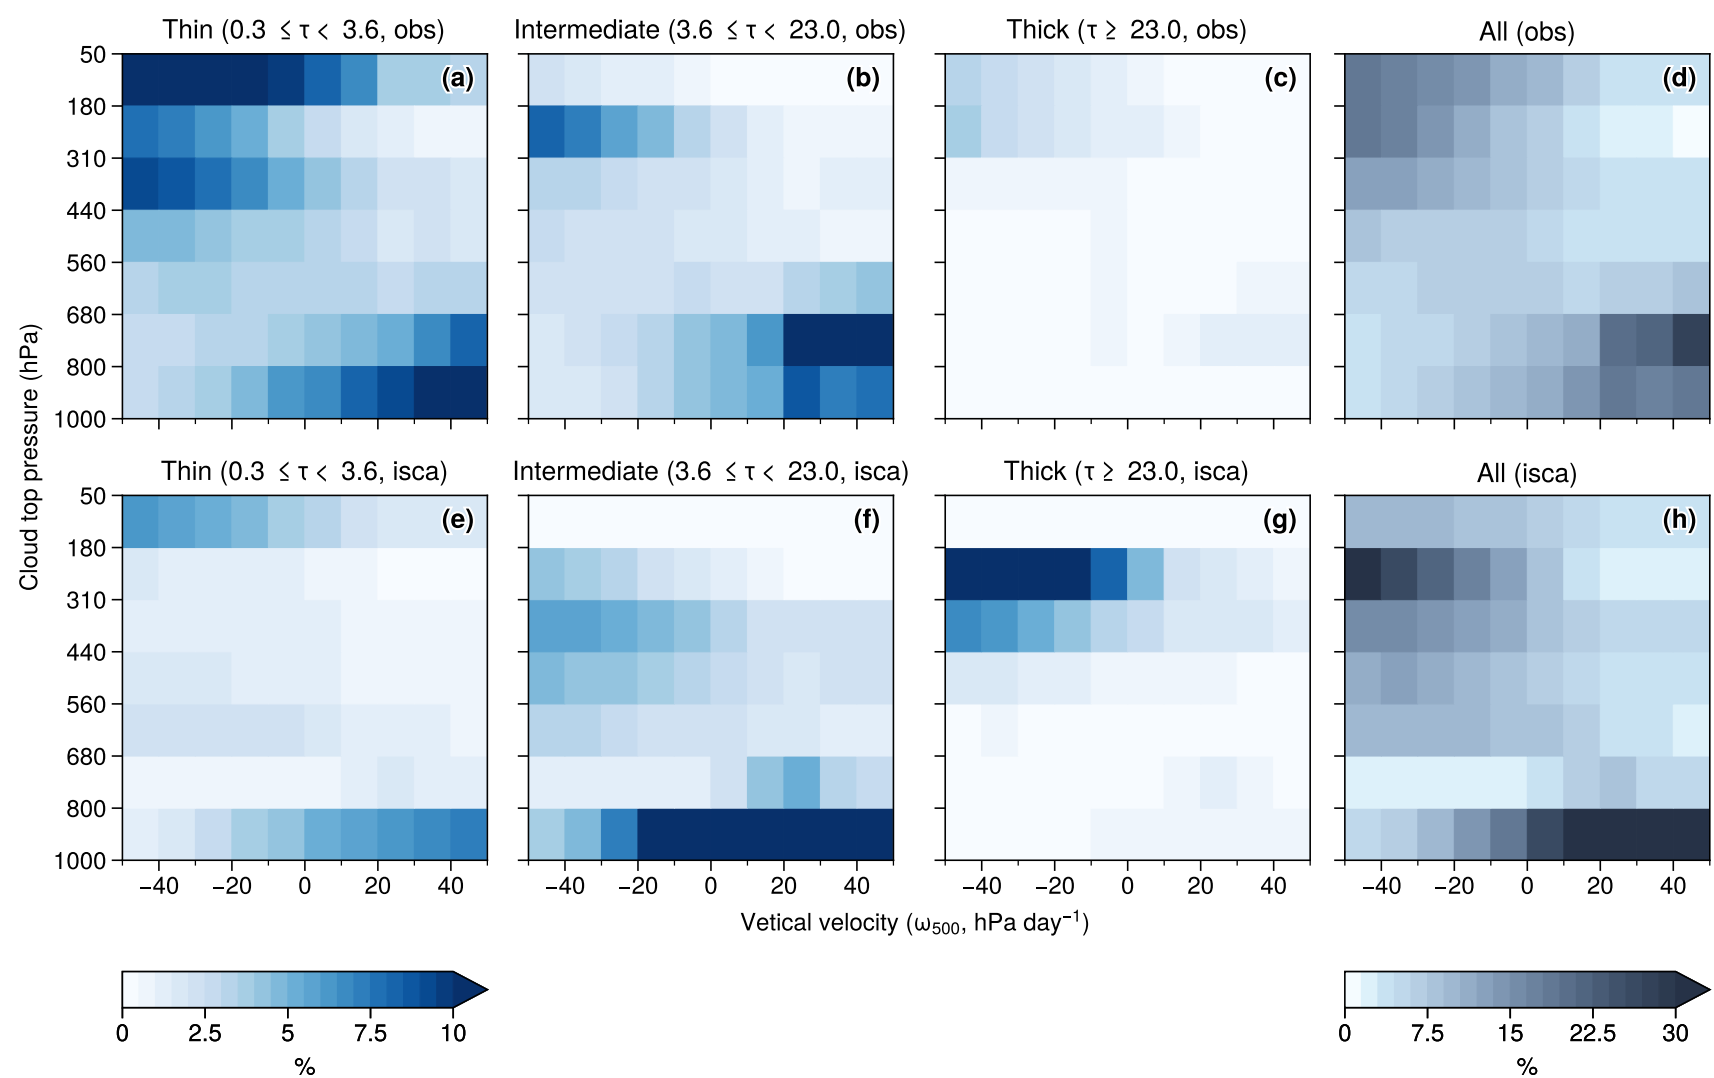 Thin (0.3 ≤ τ < 3.6, obs)
Intermediate (3.6 ≤ τ < 23.0, obs)
Thick (τ ≥ 23.0, obs)
All (obs)
(a)
(b)
(c)
(d)
50
180
310
440
560
680
800
1000
Cloud top pressure (hPa)
Thin (0.3 ≤ τ < 3.6, isca)
Intermediate (3.6 ≤ τ < 23.0, isca)
Thick (τ ≥ 23.0, isca)
All (isca)
(e)
(f)
(g)
(h)
50
180
310
440
560
680
800
1000
−40 −20 0 20 40
−40 −20 0 20 40
−40 −20 0 20 40
−40 −20 0 20 40
Vetical velocity (ω₅₀₀, hPa day⁻¹)
0 2.5 5 7.5 10
%
0 7.5 15 22.5 30
%